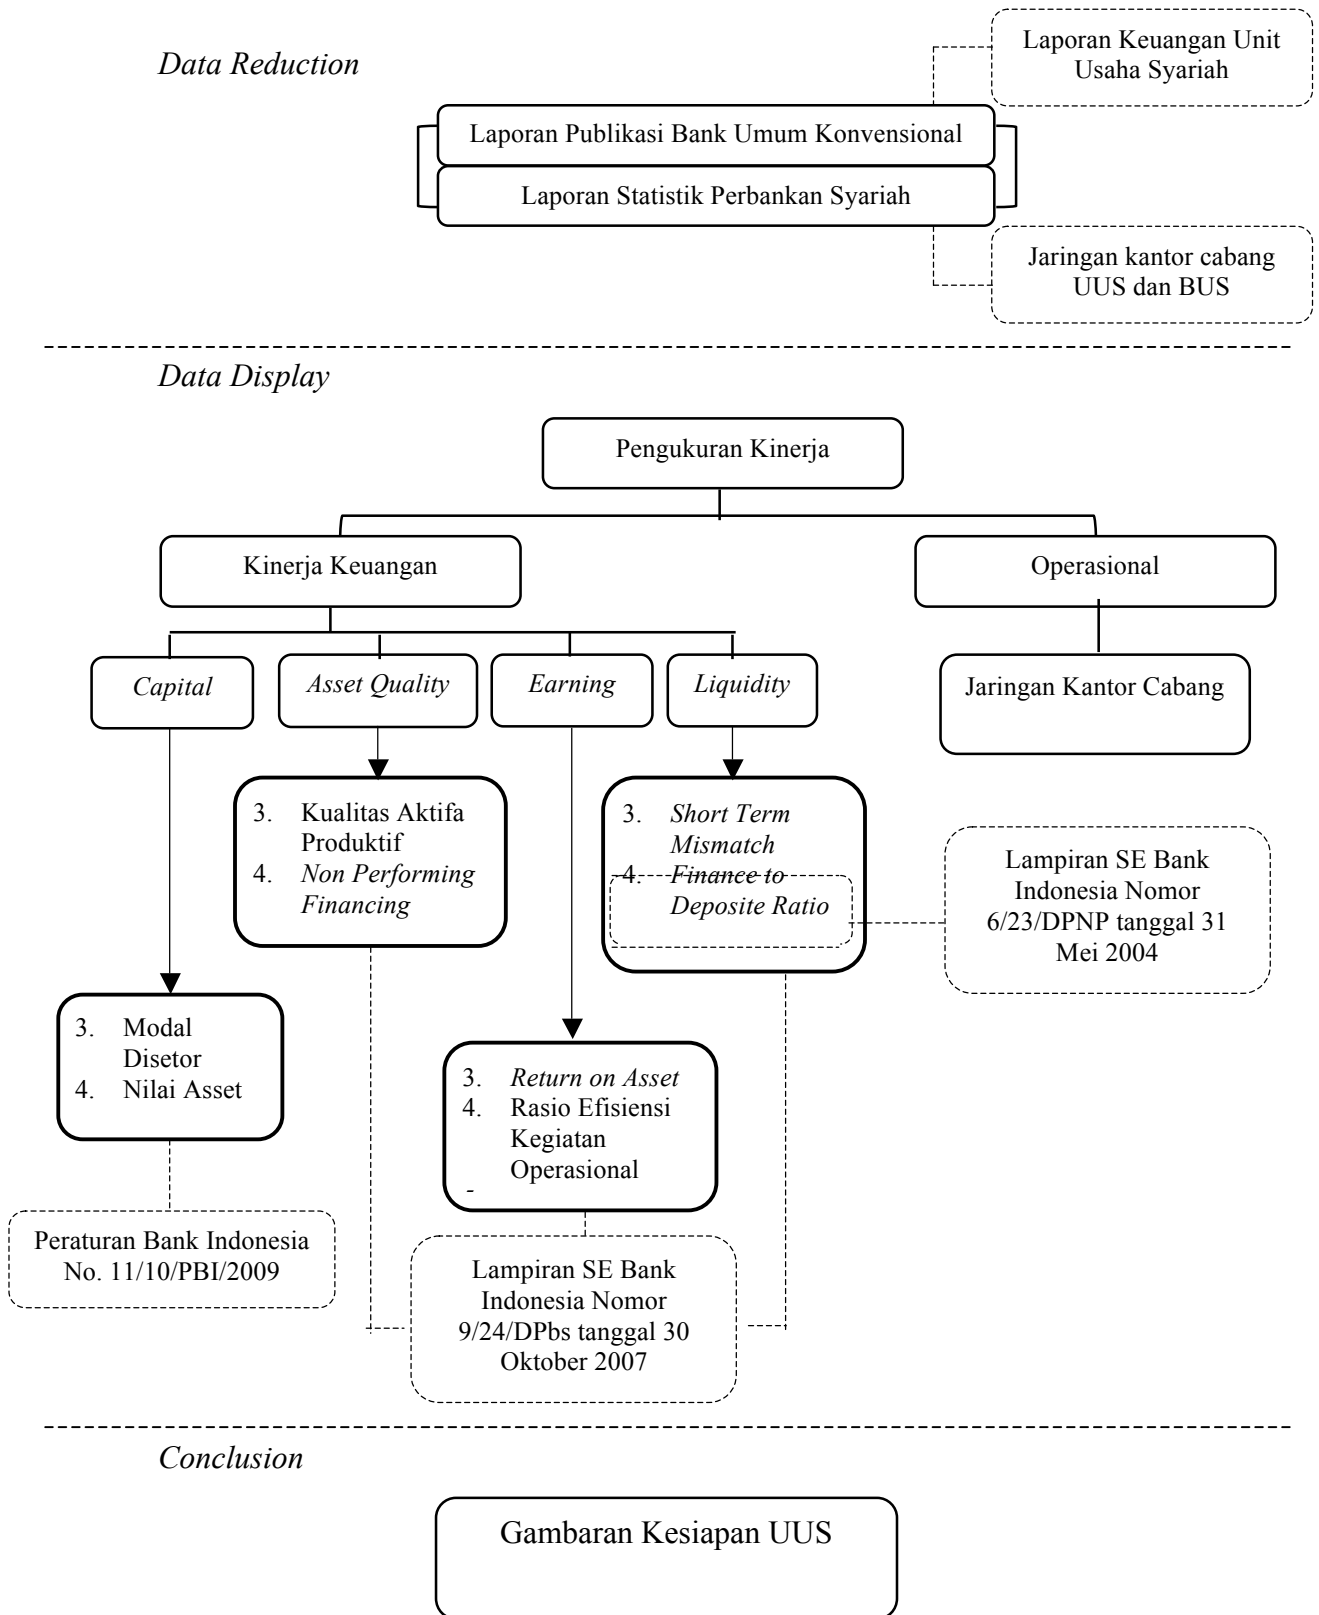 Data Reduction
Laporan Keuangan Unit
Usaha Syariah
Laporan Publikasi Bank Umum Konvensional
Laporan Statistik Perbankan Syariah
Jaringan kantor cabang
UUS dan BUS
Data Display
Pengukuran Kinerja
Kinerja Keuangan
Operasional
Capital
Asset Quality
Earning
Liquidity
Jaringan Kantor Cabang
3. Kualitas Aktifa
Produktif
4. Non Performing
Financing
3. Short Term
Mismatch
4. Finance to
Deposite Ratio
Lampiran SE Bank
Indonesia Nomor
6/23/DPNP tanggal 31
Mei 2004
3. Modal
Disetor
4. Nilai Asset
3. Return on Asset
4. Rasio Efisiensi
Kegiatan
Operasional
-
Peraturan Bank Indonesia
No. 11/10/PBI/2009
Lampiran SE Bank
Indonesia Nomor
9/24/DPbs tanggal 30
Oktober 2007
Conclusion
Gambaran Kesiapan UUS